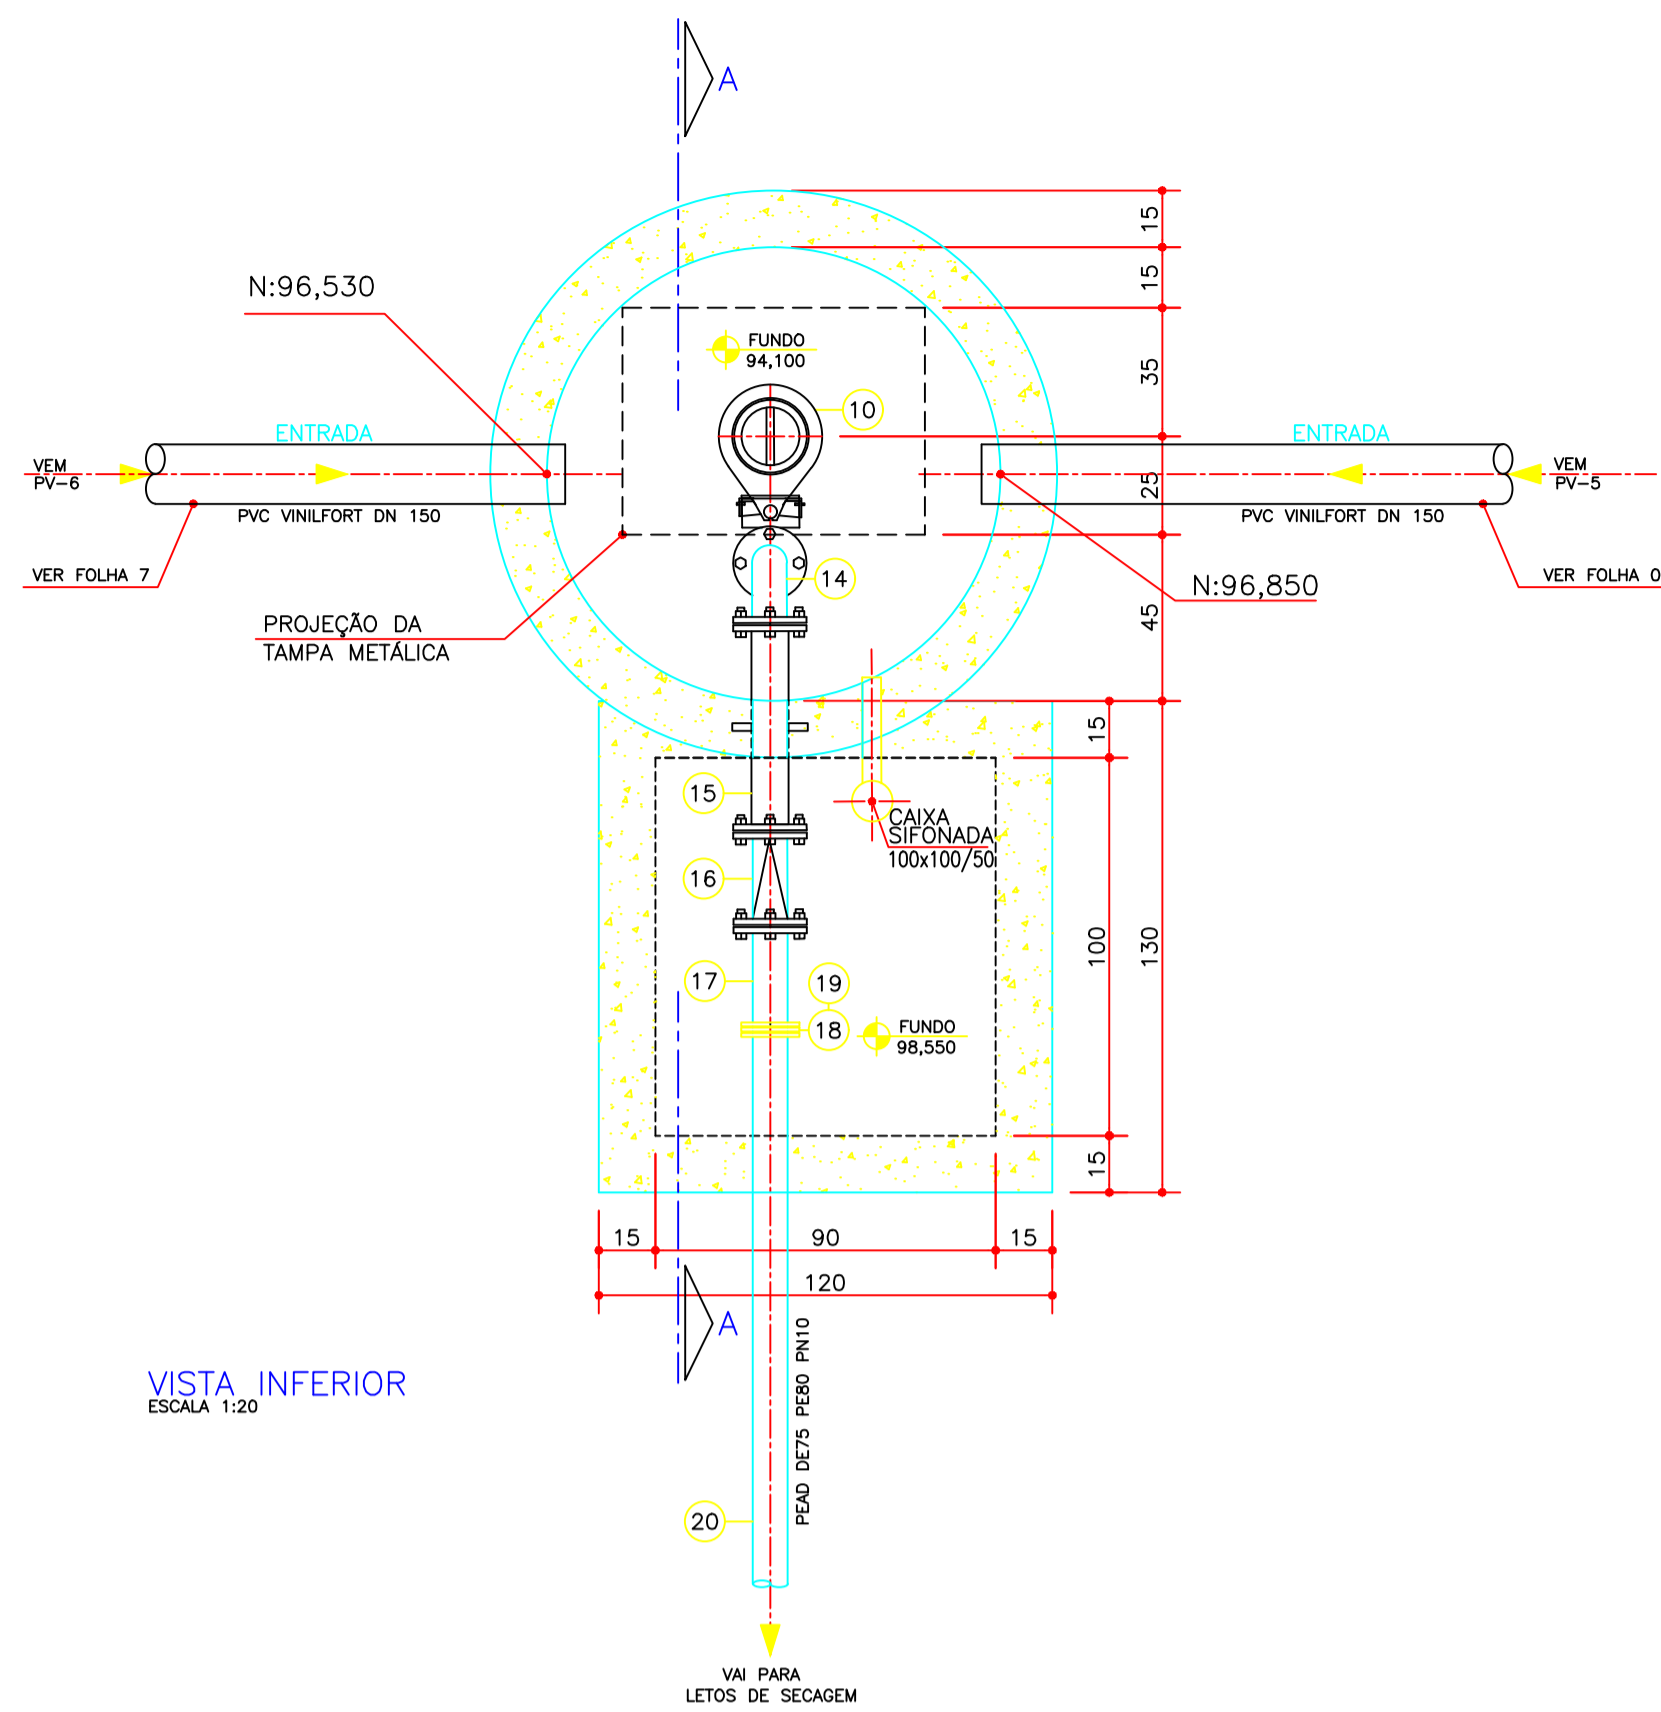 A
15
15
N:96,530
FUNDO
94,100
35
10
ENTRADA
ENTRADA
VEM
PV-6
VEM
PV-5
25
PVC VINILFORT DN 150
PVC VINILFORT DN 150
VER FOLHA 7
14
N:96,850
VER FOLHA 0
45
PROJEÇÃO DA
TAMPA METÁLICA
15
15
CAIXA
SIFONADA
100x100/50
16
100
130
17
19
18
FUNDO
98,550
15
15
90
15
120
A
VISTA INFERIOR
ESCALA 1:20
PEAD DE75 PE80 PN10
20
VAI PARA
LETOS DE SECAGEM